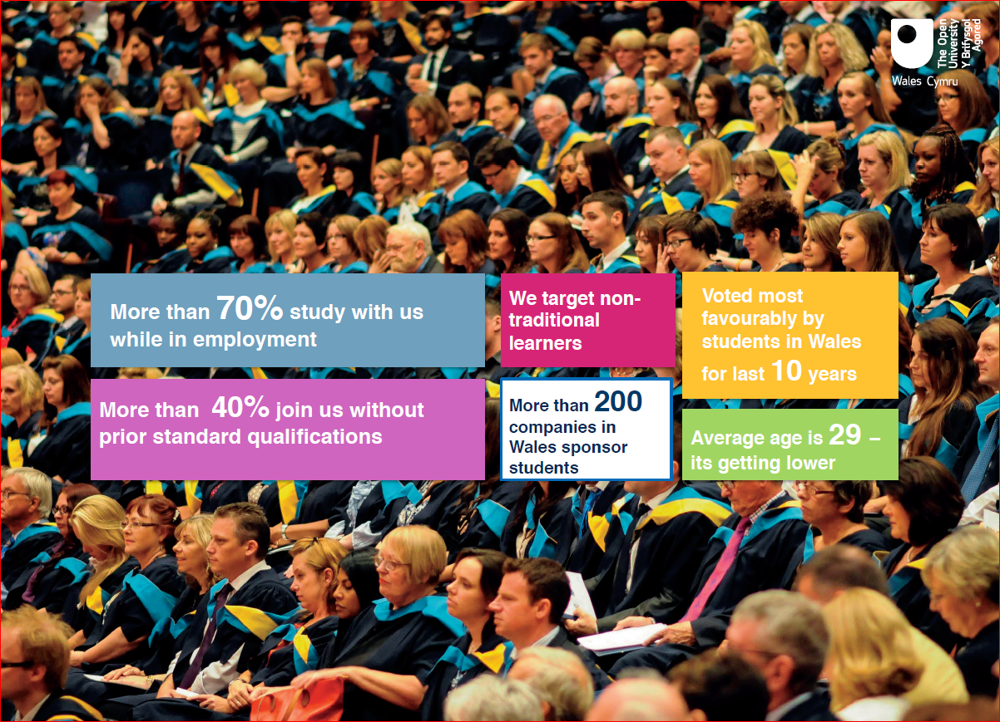 The Open
University
Y Brifysgol
Agored
Wales Cymru
More than 70% study with us
while in employment
We target non-
traditional
learners
Voted most
favourably by
students in Wales
for last 10 years
More than 40% join us without
prior standard qualifications
More than 200
companies in
Wales sponsor
students
Average age is 29 –
its getting lower